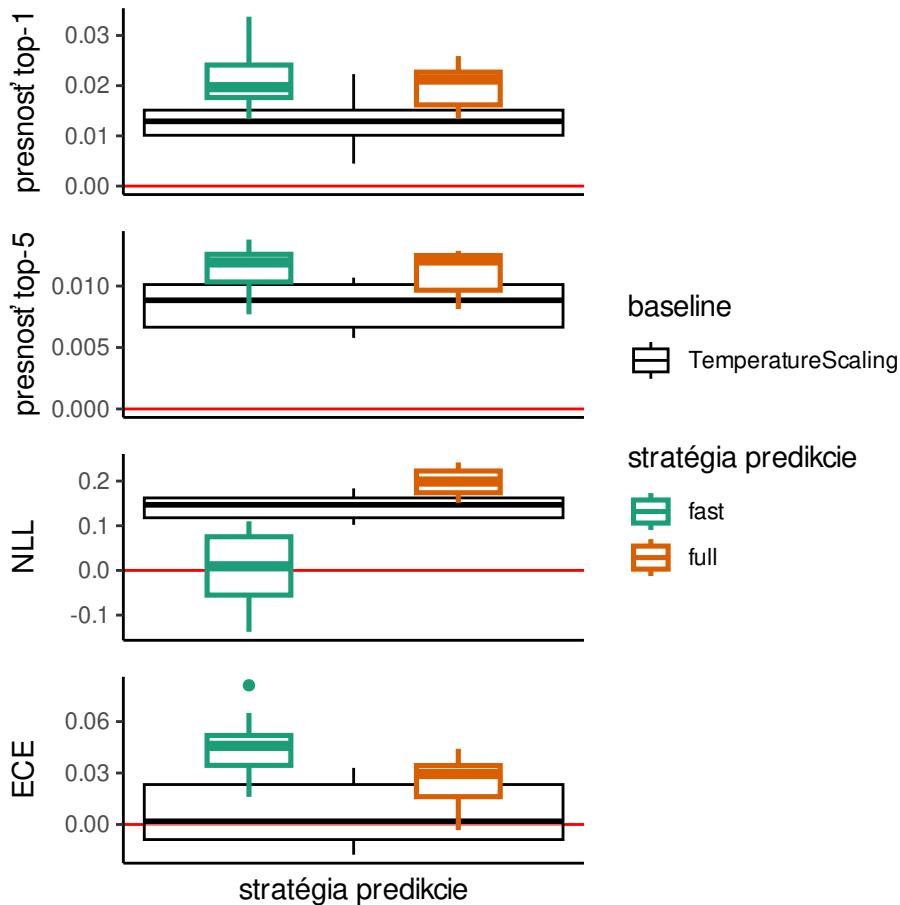 presnosť top-1
0.03
0.02
0.01
0.00
presnosť top-5
0.010
0.005
0.000
NLL
0.2
0.1
0.0
-0.1
ECE
0.06
0.03
0.00
stratégia predikcie
baseline
TemperatureScaling
stratégia predikcie
fast
full